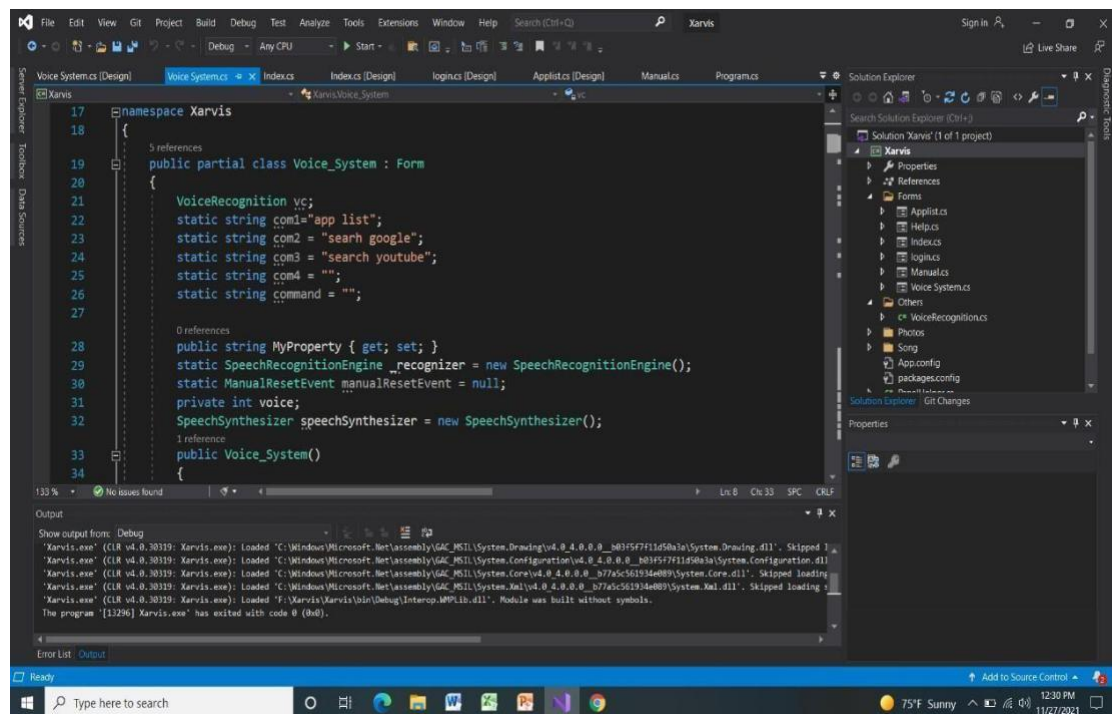 File Edit View Git Project Build Debug Test Analyze Tools Extensions Window Help Search (Ctrl+Q) Xarvis Sign in
Debug Any CPU Start Live Share
Voice System.cs [Design] Voice System.cs Index.cs Index.cs [Design] login.cs [Design] Applist.cs [Design] Manual.cs Program.cs
Xarvis Xarvis.Voice_System vc
17 namespace Xarvis
18 {
5 references
19 public partial class Voice_System : Form
20 {
21 VoiceRecognition vc;
22 static string com1="app list";
23 static string com2 = "searh google";
24 static string com3 = "search youtube";
25 static string com4 = "";
26 static string command = "";
27
0 references
28 public string MyProperty { get; set; }
29 static SpeechRecognitionEngine _recognizer = new SpeechRecognitionEngine();
30 static ManualResetEvent manualResetEvent = null;
31 private int voice;
32 SpeechSynthesizer speechSynthesizer = new SpeechSynthesizer();
1 reference
33 public Voice_System()
34 {
133 % No issues found Ln: 8 Ch: 33 SPC CRLF
Server Explorer Toolbox Data Sources
Output
Show output from: Debug
'Xarvis.exe' (CLR v4.0.30319: Xarvis.exe): Loaded 'C:\Windows\Microsoft.Net\assembly\GAC_MSIL\System.Drawing\v4.0_4.0.0.0__b03f5f7f11d50a3a\System.Drawing.dll'. Skipped
'Xarvis.exe' (CLR v4.0.30319: Xarvis.exe): Loaded 'C:\Windows\Microsoft.Net\assembly\GAC_MSIL\System.Configuration\v4.0_4.0.0.0__b03f5f7f11d50a3a\System.Configuration.dll
'Xarvis.exe' (CLR v4.0.30319: Xarvis.exe): Loaded 'C:\Windows\Microsoft.Net\assembly\GAC_MSIL\System.Core\v4.0_4.0.0.0__b77a5c561934e089\System.Core.dll'. Skipped loading
'Xarvis.exe' (CLR v4.0.30319: Xarvis.exe): Loaded 'C:\Windows\Microsoft.Net\assembly\GAC_MSIL\System.Xml\v4.0_4.0.0.0__b77a5c561934e089\System.Xml.dll'. Skipped loading
'Xarvis.exe' (CLR v4.0.30319: Xarvis.exe): Loaded 'F:\Xarvis\Xarvis\bin\Debug\Interop.WMPLib.dll'. Module was built without symbols.
The program '[13296] Xarvis.exe' has exited with code 0 (0x0).
Error List Output
Solution Explorer
Search Solution Explorer (Ctrl+;)
Solution 'Xarvis' (1 of 1 project)
Xarvis
Properties
References
Forms
Applist.cs
Help.cs
Index.cs
login.cs
Manual.cs
Voice System.cs
Others
C# VoiceRecognition.cs
Photos
Song
App.config
packages.config
Solution Explorer Git Changes
Properties
Diagnostic Tools
Ready Add to Source Control
Type here to search 75°F Sunny 12:30 PM
11/27/2021